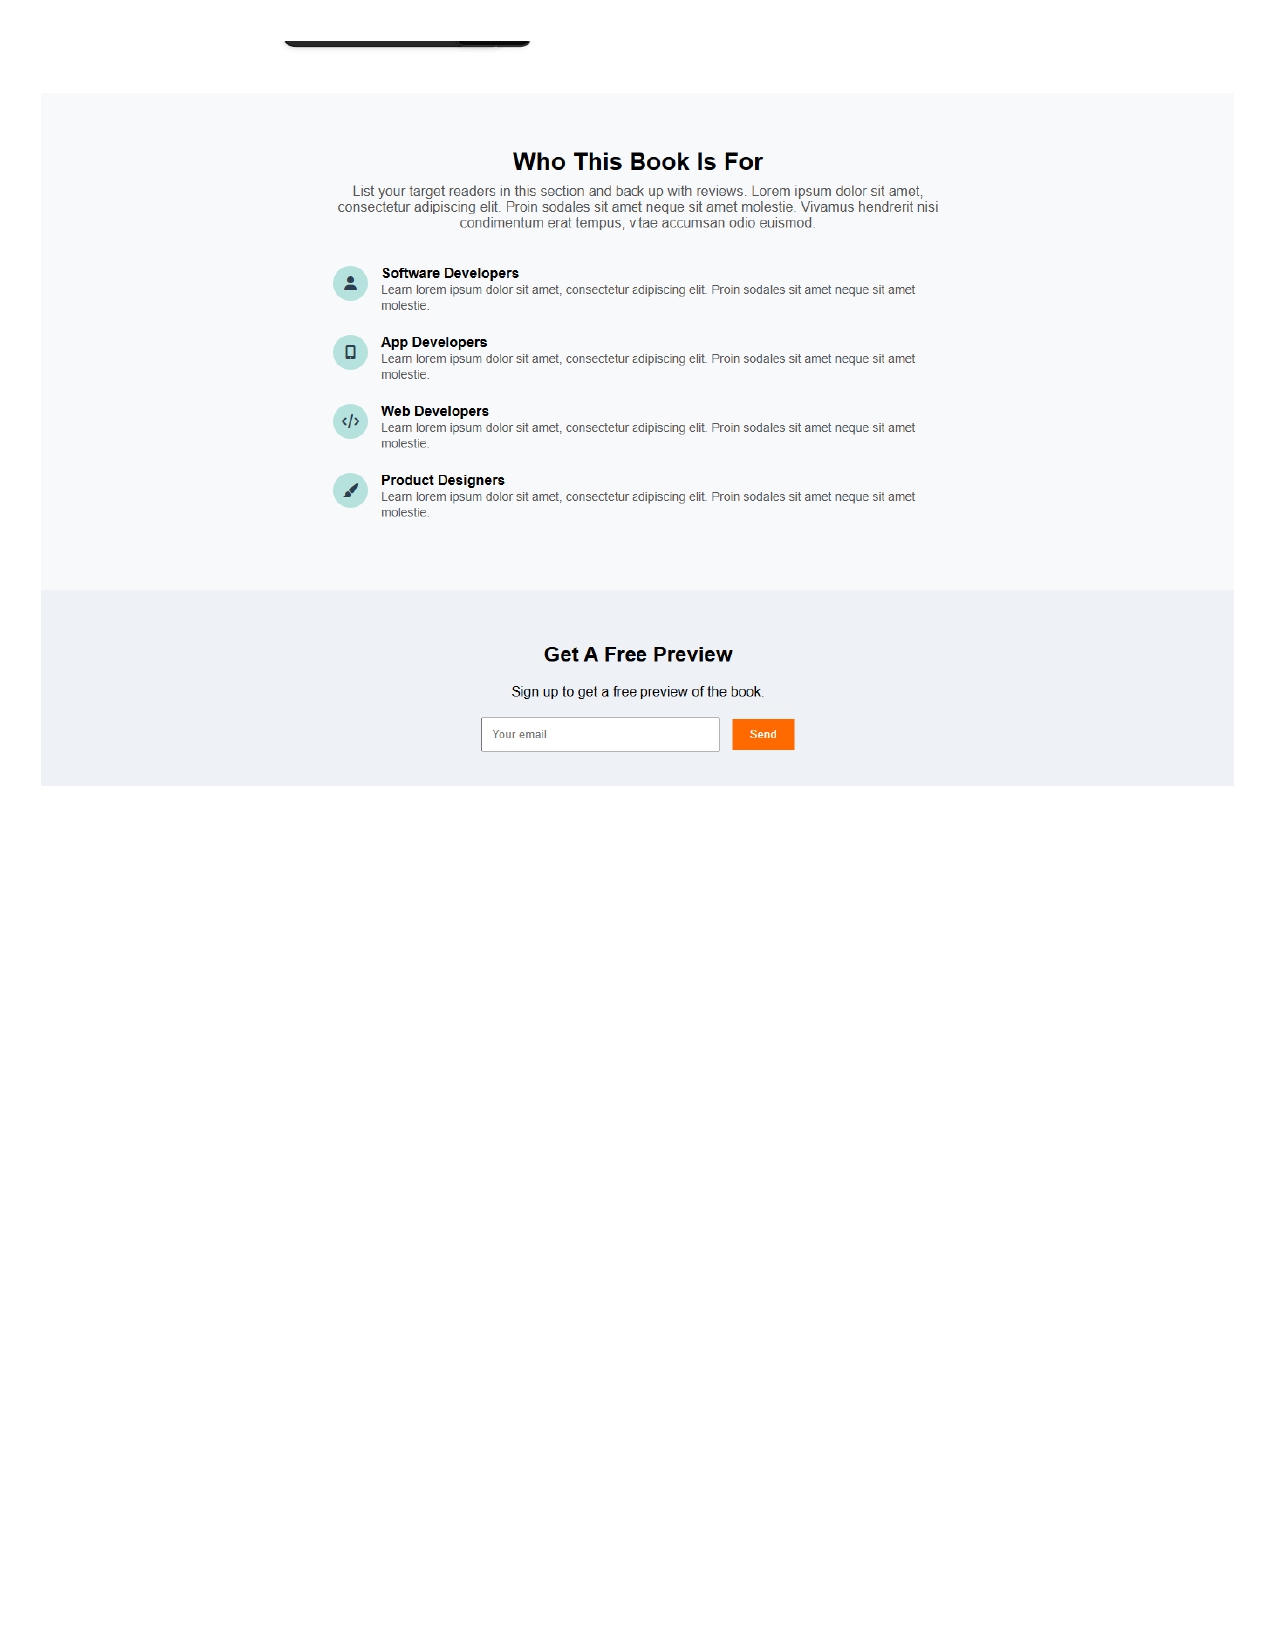 Who This Book Is For
List your target readers in this section and back up with reviews. Lorem ipsum dolor sit amet,
consectetur adipiscing elit. Proin sodales sit amet neque sit amet molestie. Vivamus hendrerit nisi
condimentum erat tempus, vitae accumsan odio euismod.
Software Developers
Learn lorem ipsum dolor sit amet, consectetur adipiscing elit. Proin sodales sit amet neque sit amet
molestie.
App Developers
Learn lorem ipsum dolor sit amet, consectetur adipiscing elit. Proin sodales sit amet neque sit amet
molestie.
Web Developers
Learn lorem ipsum dolor sit amet, consectetur adipiscing elit. Proin sodales sit amet neque sit amet
molestie.
Product Designers
Learn lorem ipsum dolor sit amet, consectetur adipiscing elit. Proin sodales sit amet neque sit amet
molestie.
Get A Free Preview
Sign up to get a free preview of the book.
Your email
Send